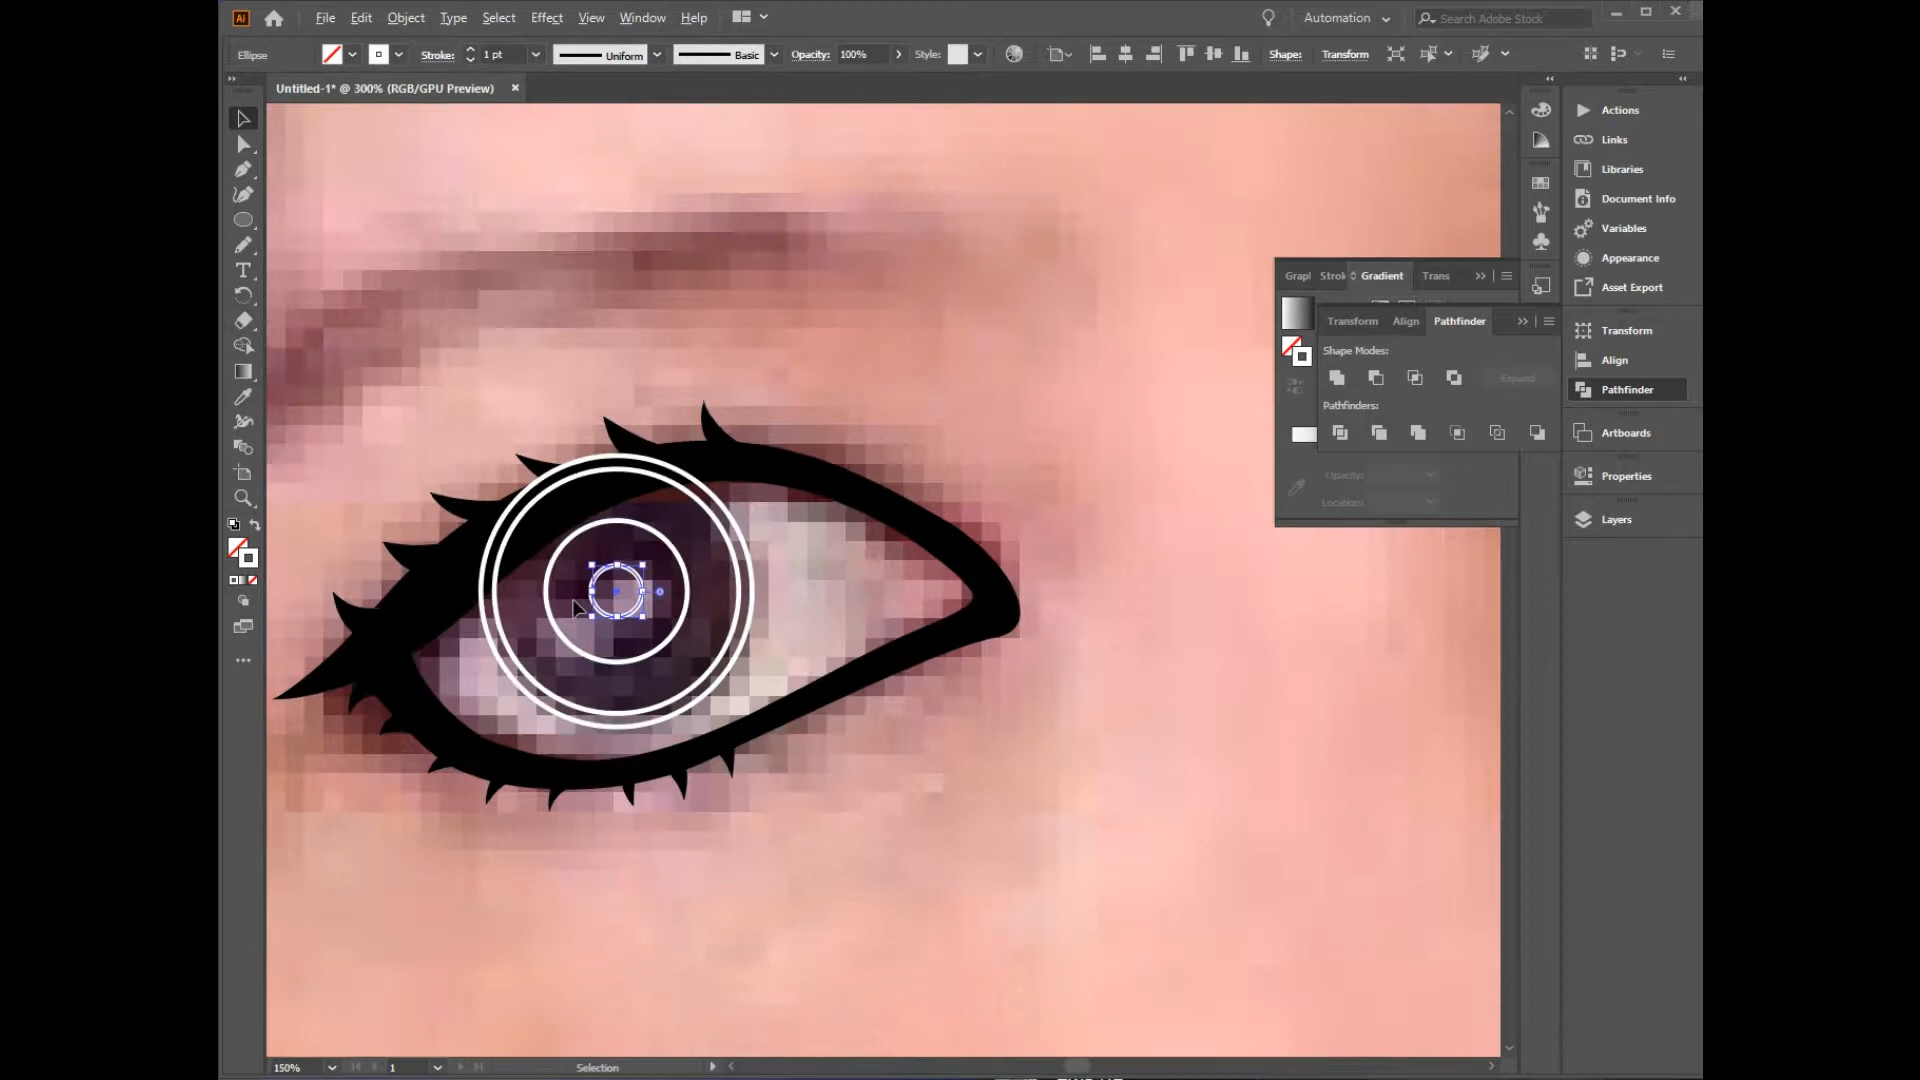 Ai File Edit Object Type Select Effect View Window Help Automation Search Adobe Stock
Ellipse Stroke: 1 pt Uniform Basic Opacity: 100% Style: Shape: Transform
Untitled-1* @ 300% (RGB/GPU Preview) ×
Actions
Links
Libraries
Document Info
Variables
Appearance
Asset Export
Transform
Align
Pathfinder
Artboards
Properties
Layers
Grapl Strok Gradient Trans
Transform Align Pathfinder
Shape Modes:
Expand
Pathfinders:
Opacity:
Location:
150% 1 Selection